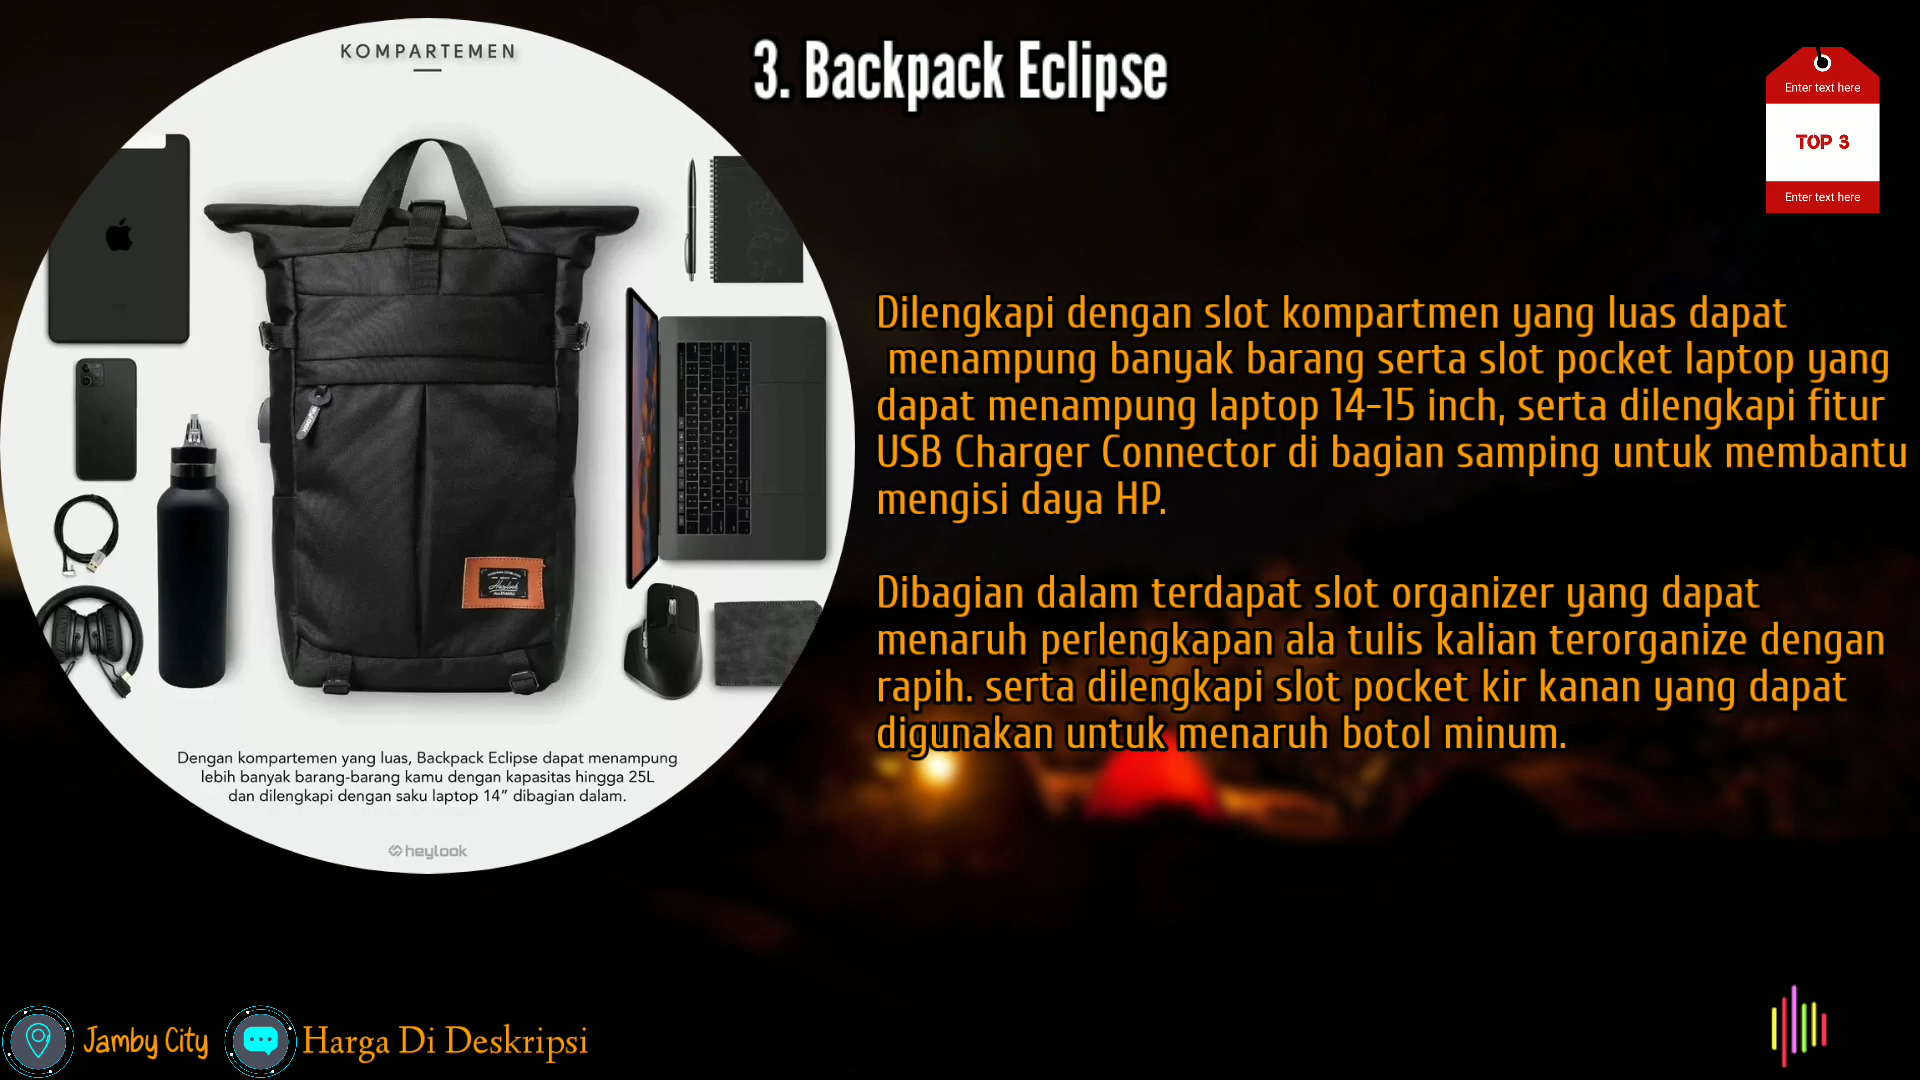 KOMPARTEMEN
3. Backpack Eclipse
Enter text here
TOP 3
Enter text here
Dilengkapi dengan slot kompartmen yang luas dapat
menampung banyak barang serta slot pocket laptop yang
dapat menampung laptop 14-15 inch, serta dilengkapi fitur
USB Charger Connector di bagian samping untuk membantu
mengisi daya HP.
Dibagian dalam terdapat slot organizer yang dapat
menaruh perlengkapan ala tulis kalian terorganize dengan
rapih. serta dilengkapi slot pocket kir kanan yang dapat
digunakan untuk menaruh botol minum.
Heylook
Dengan kompartemen yang luas, Backpack Eclipse dapat menampung
lebih banyak barang-barang kamu dengan kapasitas hingga 25L
dan dilengkapi dengan saku laptop 14” dibagian dalam.
heylook
Jamby City
Harga Di Deskripsi